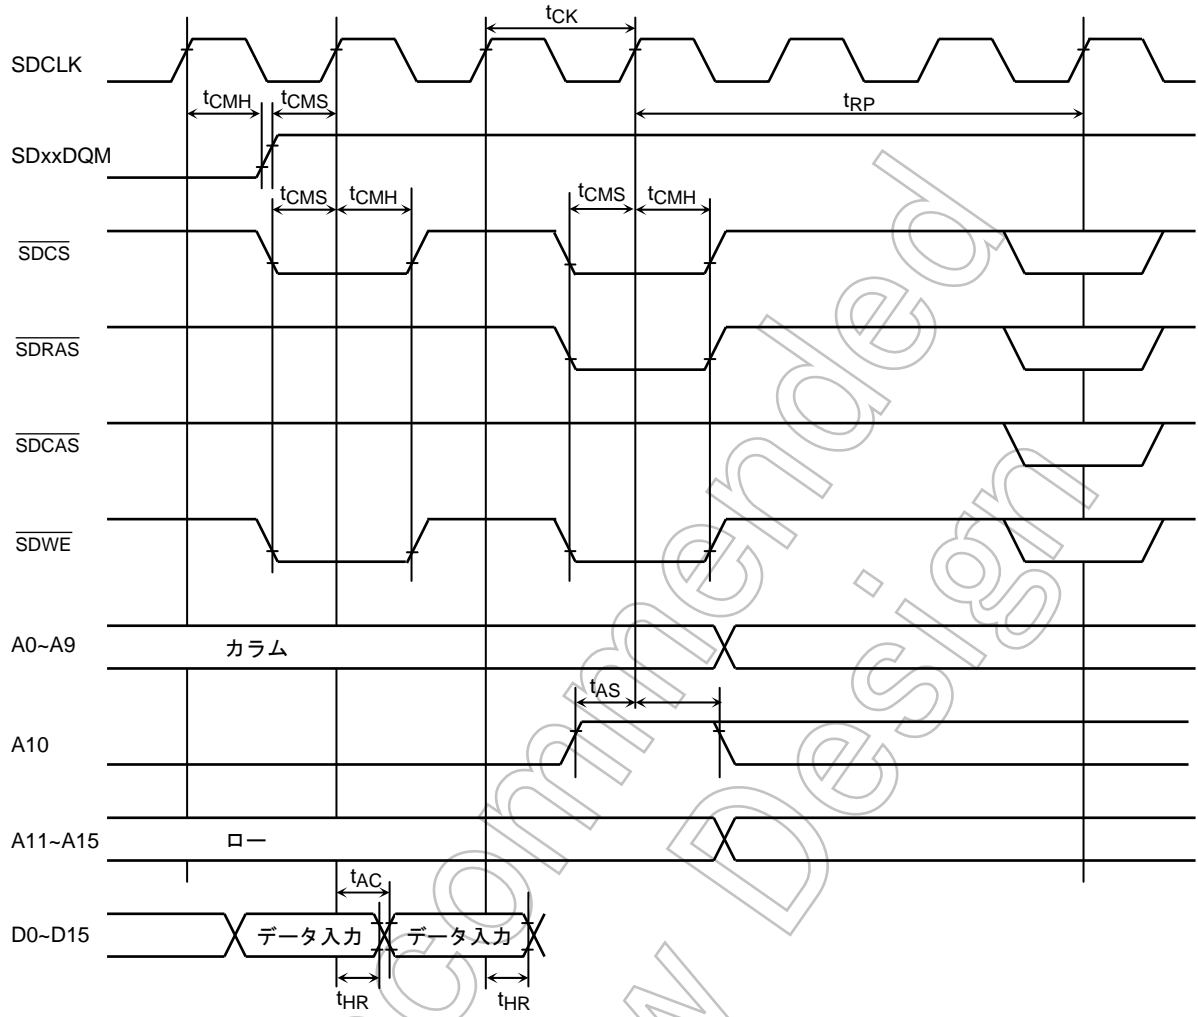 tCK
SDCLK
tCMH tCMS tRP
SDxxDQM
tCMS tCMH tCMS tCMH
SDCS
SDRAS
SDCAS
SDWE
A0~A9 カラム
tAS
A10
A11~A15 ロー
tAC
D0~D15 データ入力 データ入力
tHR tHR
commended
w Design